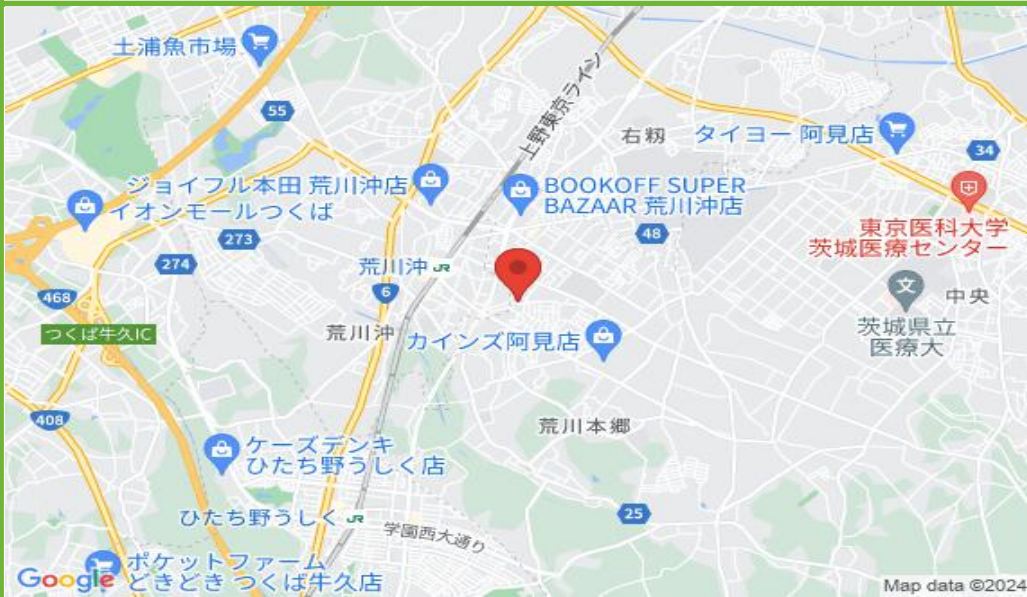 土浦魚市場
55
上野東京ライン
右籾
タイヨー 阿見店
34
ジョイフル本田 荒川沖店
イオンモールつくば
BOOKOFF SUPER
BAZAAR 荒川沖店
東京医科大学
茨城医療センター
273
48
274
荒川沖 JR
468
6
中央
つくば牛久IC
荒川沖
カインズ阿見店
茨城県立
医療大
408
荒川本郷
ケーズデンキ
ひたち野うしく店
25
ひたち野うしく JR
学園西大通り
ポケットファーム
どきどき つくば牛久店
Google
Map data ©2024